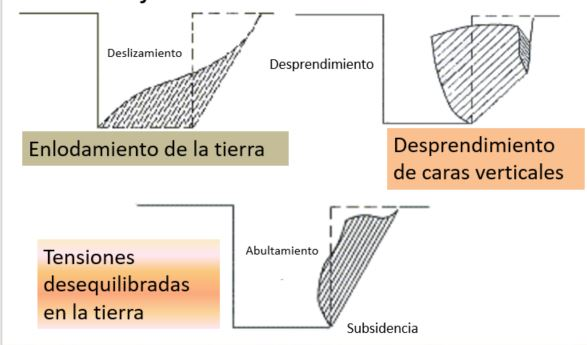 Deslizamiento
Desprendimiento
Enlodamiento de la tierra
Desprendimiento
de caras verticales
Tensiones
desequilibradas
en la tierra
Abultamiento
Subsidencia